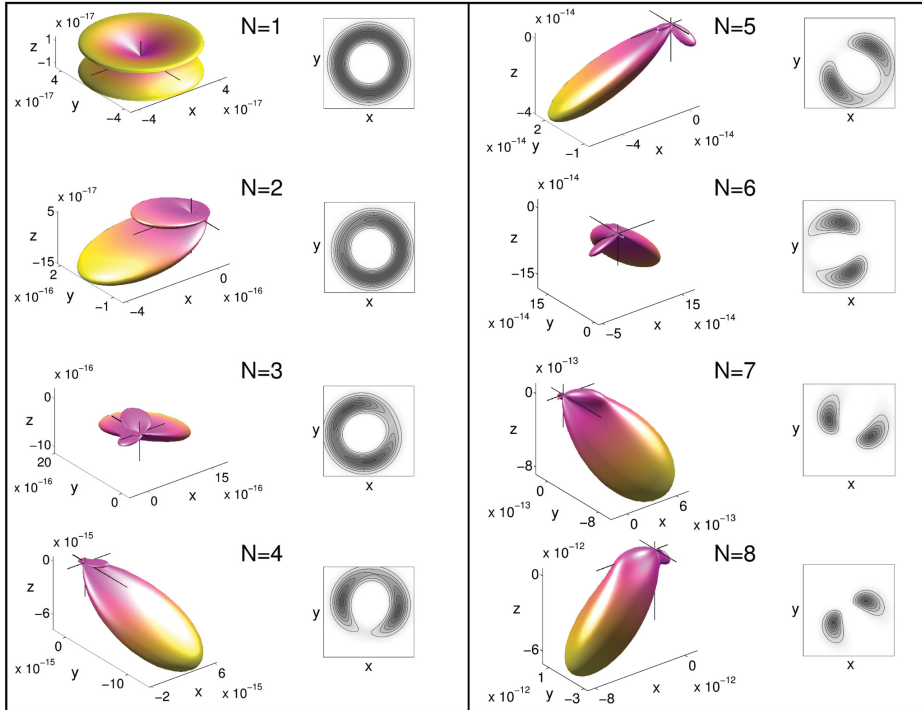 N=1
x 10⁻¹⁷
z
1
-1
4
y
x 10⁻¹⁷
-4
-4
x
4
x 10⁻¹⁷
y
x
N=2
x 10⁻¹⁷
5
z
-15
2
y
x 10⁻¹⁶
-1
-4
x
0
x 10⁻¹⁶
y
x
N=3
x 10⁻¹⁶
0
z
-10
20
y
x 10⁻¹⁶
0
0
x
15
x 10⁻¹⁶
y
x
N=4
x 10⁻¹⁵
0
z
-6
0
y
x 10⁻¹⁵
-10
-2
x
6
x 10⁻¹⁵
y
x
N=5
x 10⁻¹⁴
0
z
-4
2
y
x 10⁻¹⁴
-1
-4
x
0
x 10⁻¹⁴
y
x
N=6
x 10⁻¹⁴
0
z
-15
15
y
x 10⁻¹⁴
0
-5
x
15
x 10⁻¹⁴
y
x
N=7
x 10⁻¹³
0
z
-8
0
y
x 10⁻¹³
-8
0
x
6
x 10⁻¹³
y
x
N=8
x 10⁻¹²
0
z
-6
1
y
x 10⁻¹²
-3
-8
x
0
x 10⁻¹²
y
x